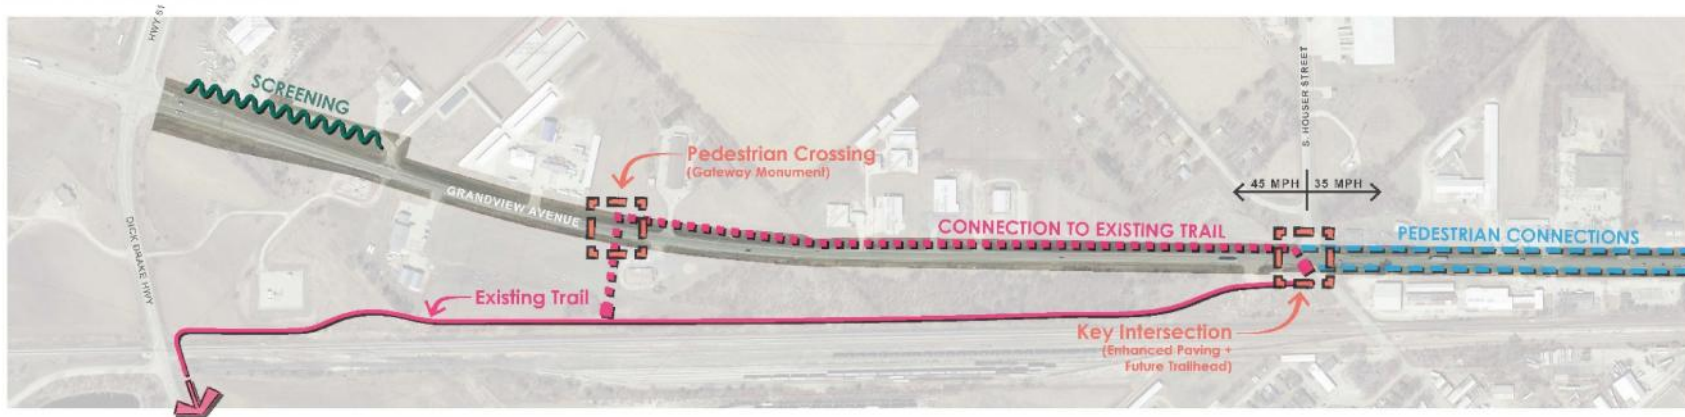 HWY 61
SCREENING
GRANDVIEW AVENUE
Pedestrian Crossing
(Gateway Monument)
S. HOUSER STREET
45 MPH
35 MPH
CONNECTION TO EXISTING TRAIL
PEDESTRIAN CONNECTIONS
DICK DRAKE HWY
Existing Trail
Key Intersection
(Enhanced Paving +
Future Trailhead)